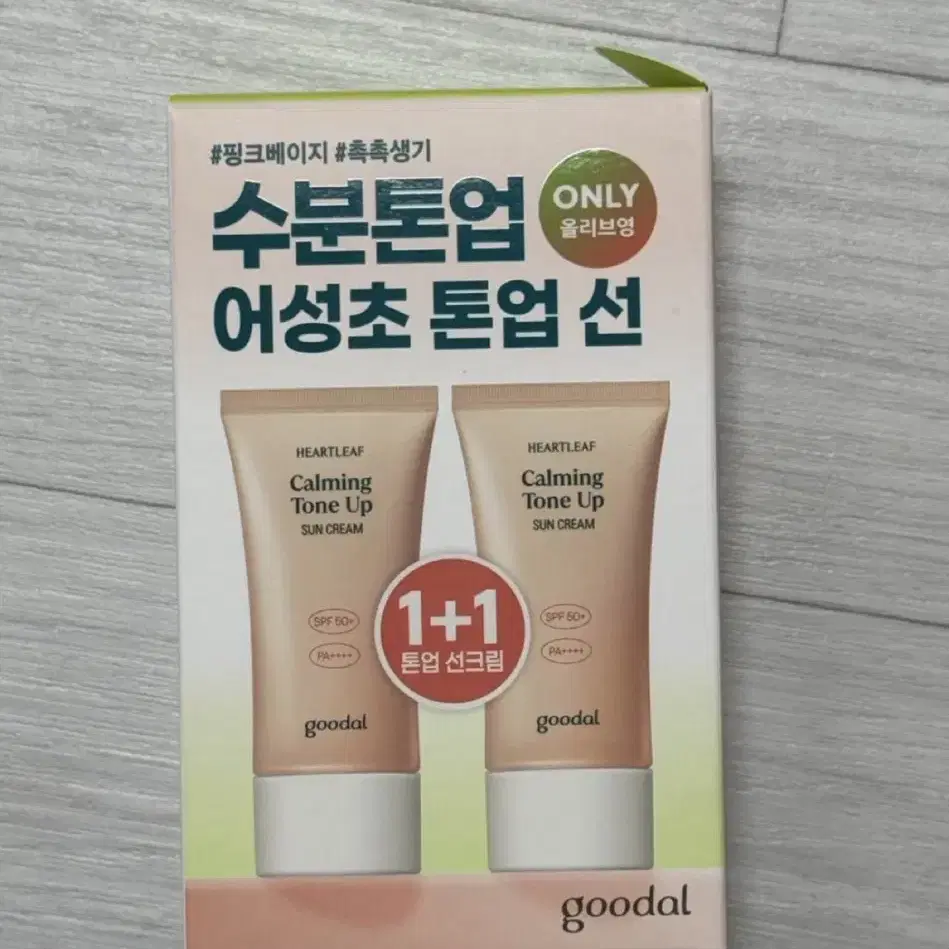 #핑크베이지 #촉촉생기
수분톤업
ONLY
올리브영
어성초 톤업 선
HEARTLEAF
Calming
Tone Up
SUN CREAM
SPF 50+
PA++++
goodal
HEARTLEAF
Calming
Tone Up
SUN CREAM
SPF 50+
PA++++
goodal
1+1
톤업 선크림
goodal